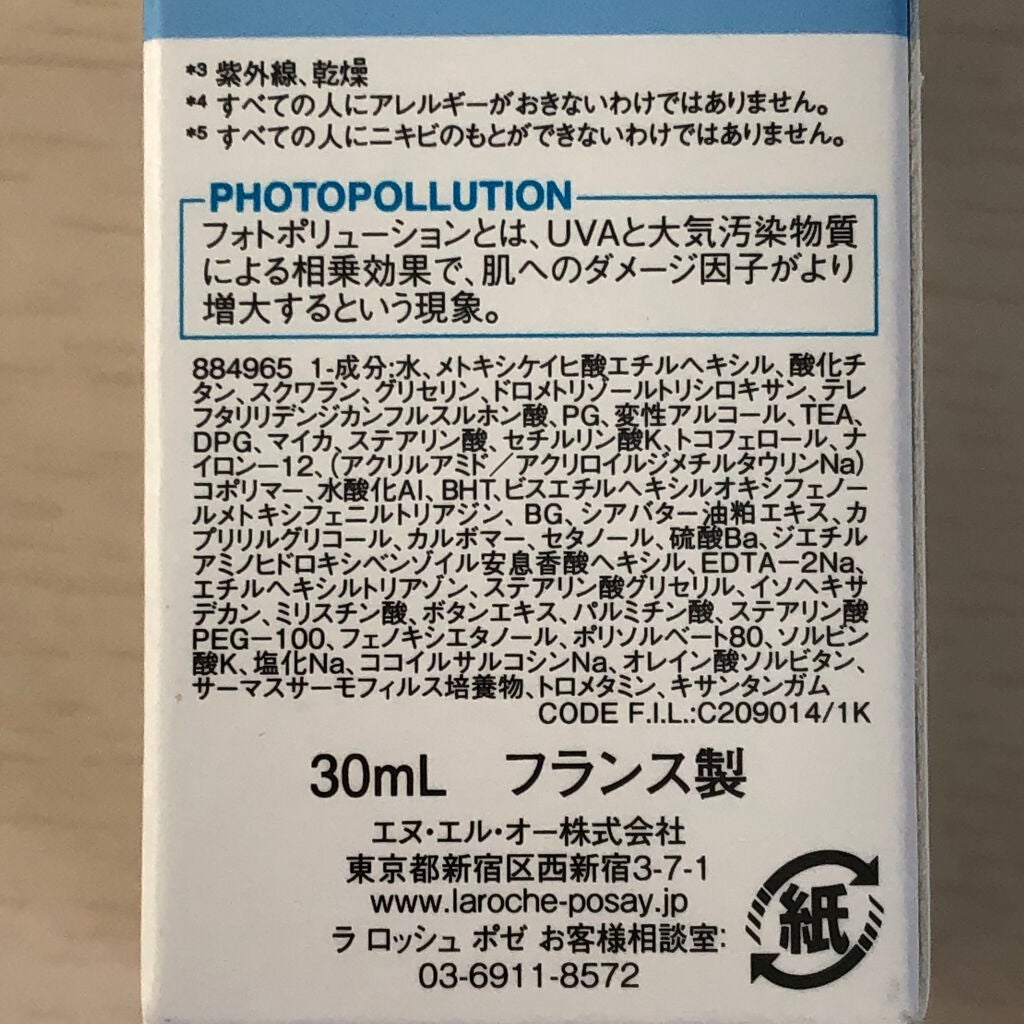 *3 紫外線、乾燥
*4 すべての人にアレルギーがおきないわけではありません。
*5 すべての人にニキビのもとができないわけではありません。
PHOTOPOLLUTION
フォトポリューションとは、UVAと大気汚染物質
による相乗効果で、肌へのダメージ因子がより
増大するという現象。
884965 1-成分:水、メトキシケイヒ酸エチルヘキシル、酸化チ
タン、スクワラン、グリセリン、ドロメトリゾールトリシロキサン、テレ
フタリリデンジカンフルスルホン酸、PG、変性アルコール、TEA、
DPG、マイカ、ステアリン酸、セチルリン酸K、トコフェロール、ナ
イロン－12、(アクリルアミド／アクリロイルジメチルタウリンNa)
コポリマー、水酸化Al、BHT、ビスエチルヘキシルオキシフェノー
ルメトキシフェニルトリアジン、BG、シアバター油粕エキス、カ
プリリルグリコール、カルボマー、セタノール、硫酸Ba、ジエチル
アミノヒドロキシベンゾイル安息香酸ヘキシル、EDTA－2Na、
エチルヘキシルトリアゾン、ステアリン酸グリセリル、イソヘキサ
デカン、ミリスチン酸、ボタンエキス、パルミチン酸、ステアリン酸
PEG－100、フェノキシエタノール、ポリソルベート80、ソルビン
酸K、塩化Na、ココイルサルコシンNa、オレイン酸ソルビタン、
サーマスサーモフィルス培養物、トロメタミン、キサンタンガム
CODE F.I.L.:C209014/1K
30mL フランス製
エヌ・エル・オー株式会社
東京都新宿区西新宿3-7-1
www.laroche-posay.jp
ラ ロッシュ ポゼ お客様相談室:
03-6911-8572
紙